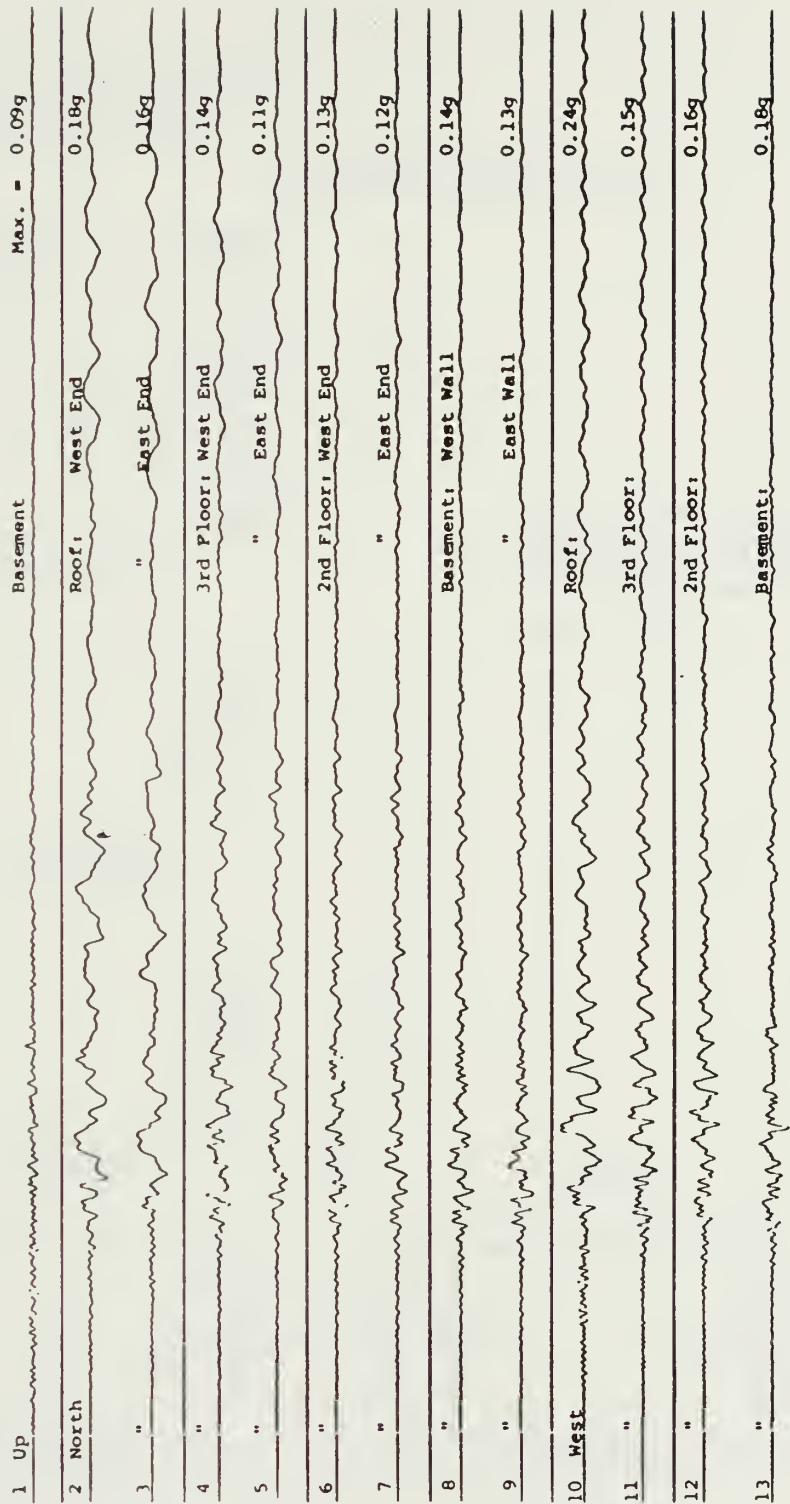 1 Up Basement Max. = 0.09g
2 North Roof: West End 0.18g
3 " " East End 0.16g
4 " 3rd Floor: West End 0.14g
5 " " East End 0.11g
6 " 2nd Floor: West End 0.13g
7 " " East End 0.12g
8 " Basement: West Wall 0.14g
9 " " East Wall 0.13g
10 West Roof: 0.24g
11 " 3rd Floor: 0.15g
12 " 2nd Floor: 0.16g
13 " Basement: 0.18g